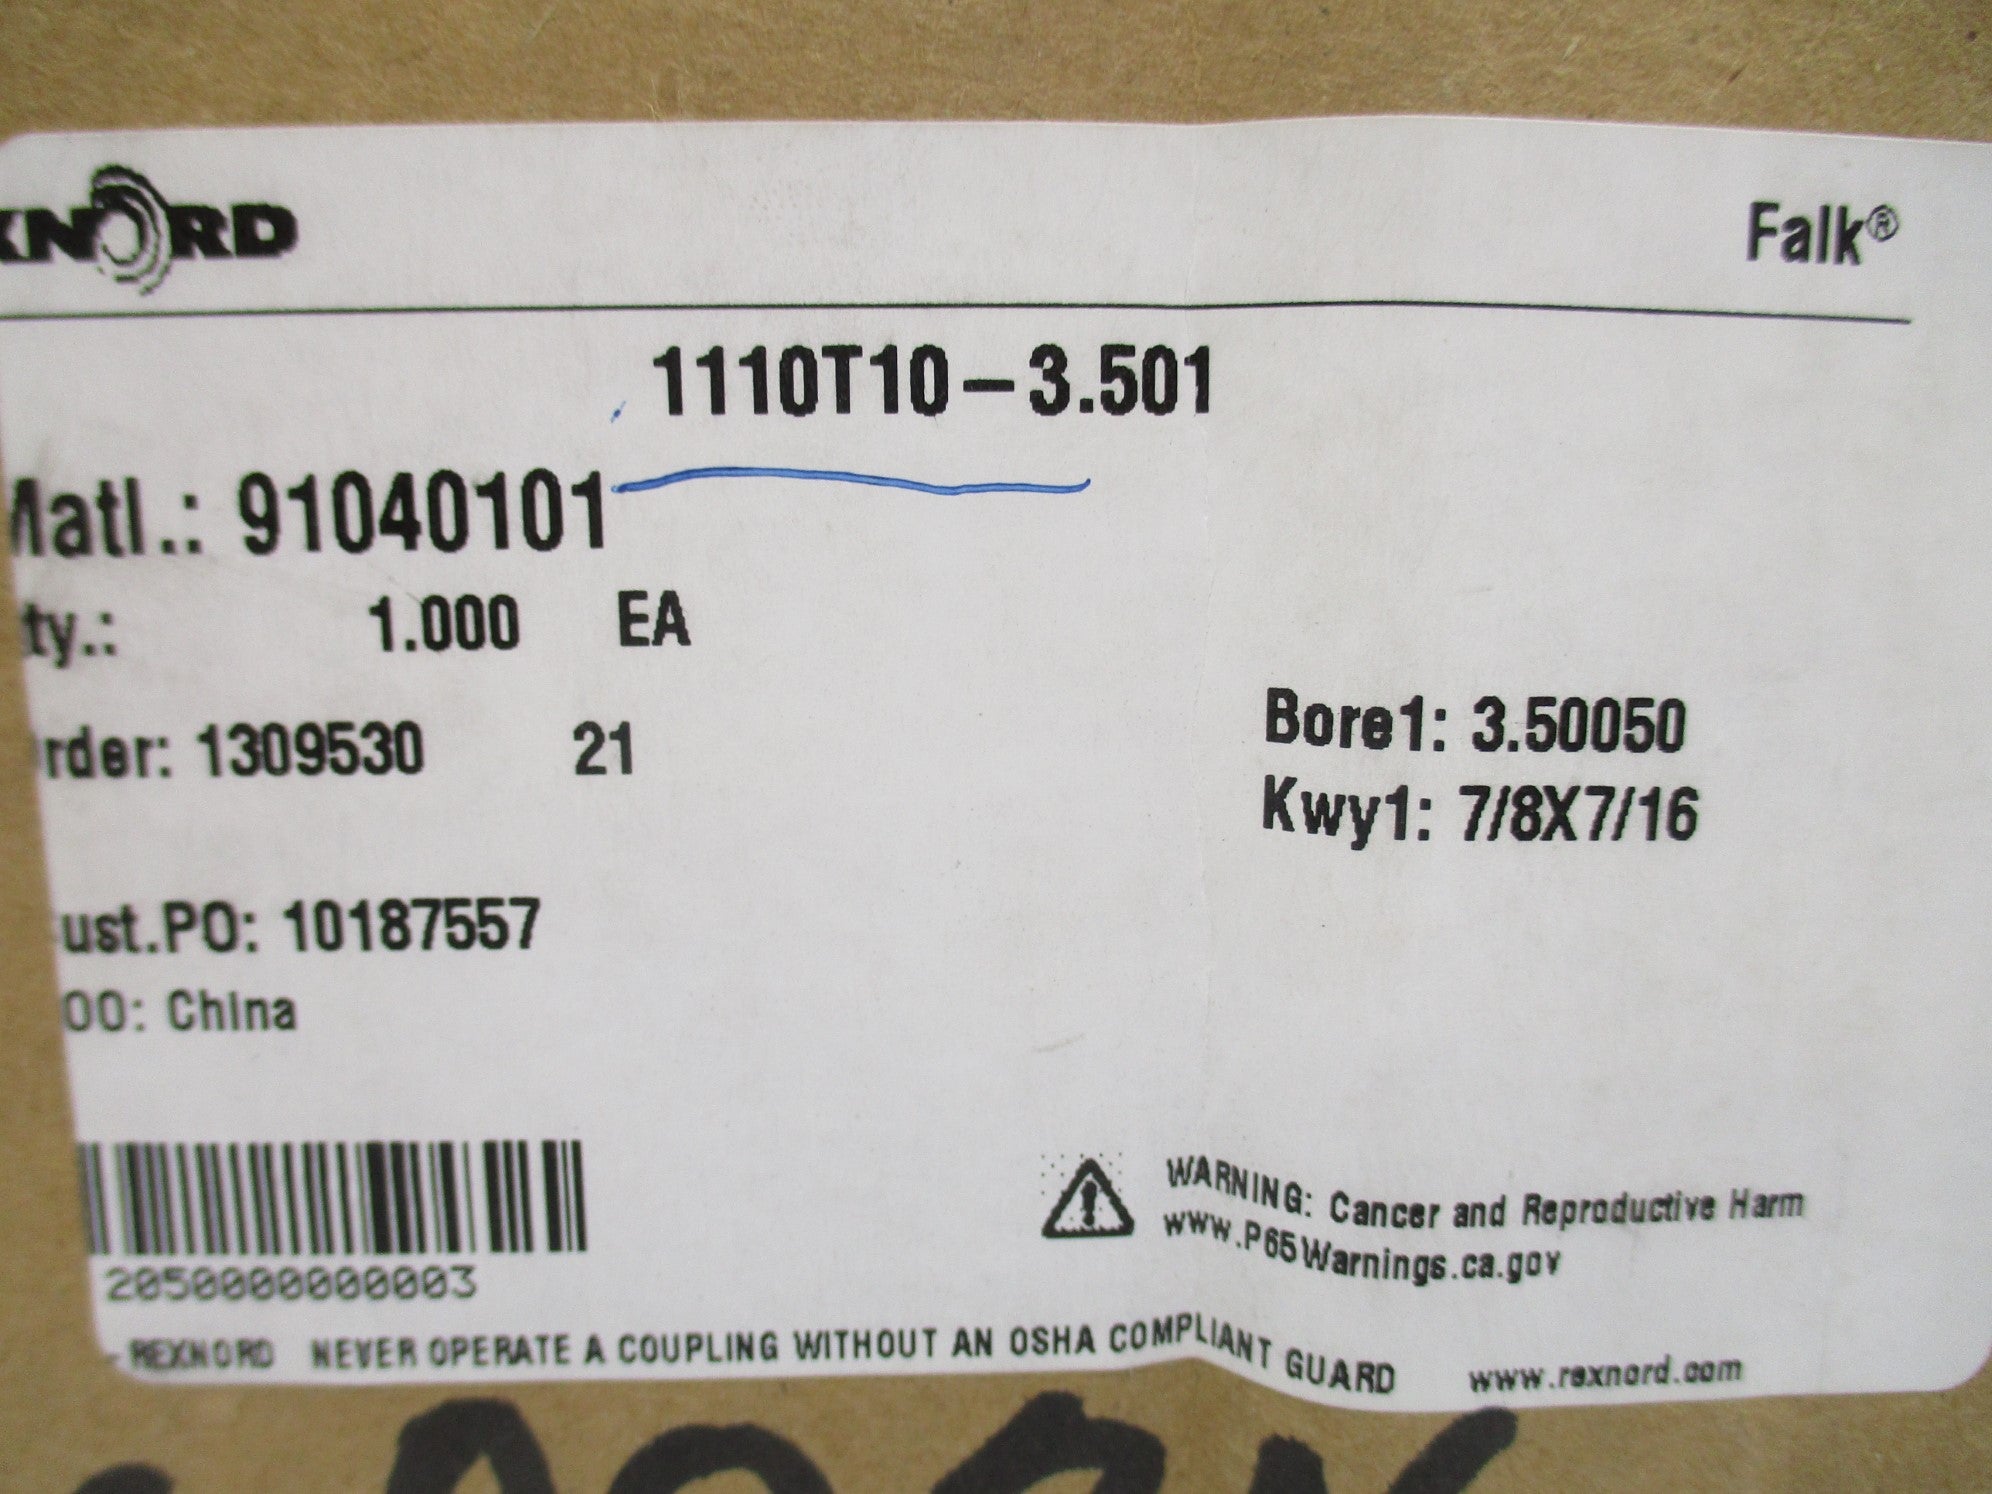 XNORD Falk®
1110T10-3.501
Matl.: 91040101
ty.: 1.000 EA
rder: 1309530 21
Bore1: 3.50050
Kwy1: 7/8X7/16
ust.PO: 10187557
OO: China
WARNING: Cancer and Reproductive Harm
www.P65Warnings.ca.gov
2050000000003
REXNORD NEVER OPERATE A COUPLING WITHOUT AN OSHA COMPLIANT GUARD www.rexnord.com